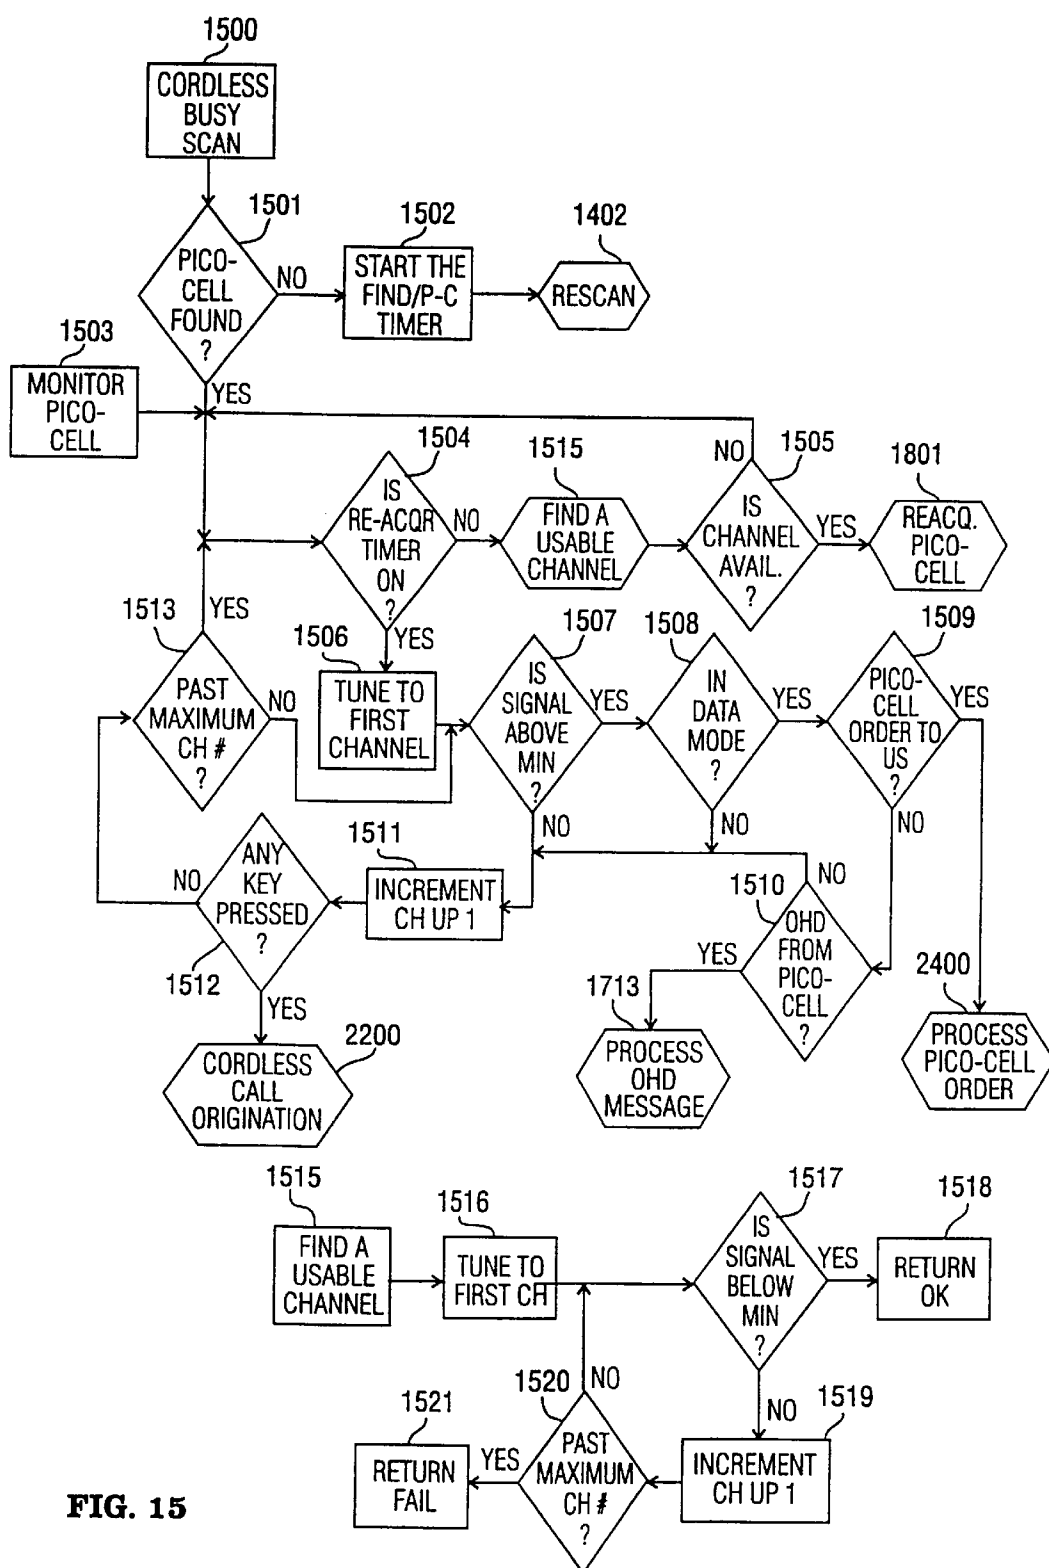 1500
CORDLESS
BUSY
SCAN
1501
PICO-
CELL
FOUND
?
NO
YES
1502
START THE
FIND/P-C
TIMER
1402
RESCAN
1503
MONITOR
PICO-
CELL
1504
IS
RE-ACQR
TIMER
ON
?
NO
YES
1515
FIND A
USABLE
CHANNEL
1505
IS
CHANNEL
AVAIL.
?
NO
YES
1801
REACQ.
PICO-
CELL
1513
PAST
MAXIMUM
CH #
?
YES
NO
1506
TUNE TO
FIRST
CHANNEL
1507
IS
SIGNAL
ABOVE
MIN
?
YES
NO
1508
IN
DATA
MODE
?
YES
NO
1509
PICO-
CELL
ORDER TO
US
?
YES
NO
1511
INCREMENT
CH UP 1
ANY
KEY
PRESSED
?
NO
1512
YES
1510
OHD
FROM
PICO-
CELL
?
NO
YES
1713
PROCESS
OHD
MESSAGE
2400
PROCESS
PICO-CELL
ORDER
2200
CORDLESS
CALL
ORIGINATION
1515
FIND A
USABLE
CHANNEL
1516
TUNE TO
FIRST CH
1517
IS
SIGNAL
BELOW
MIN
?
YES
NO
1518
RETURN
OK
1519
INCREMENT
CH UP 1
1520
PAST
MAXIMUM
CH #
?
NO
YES
1521
RETURN
FAIL
FIG. 15